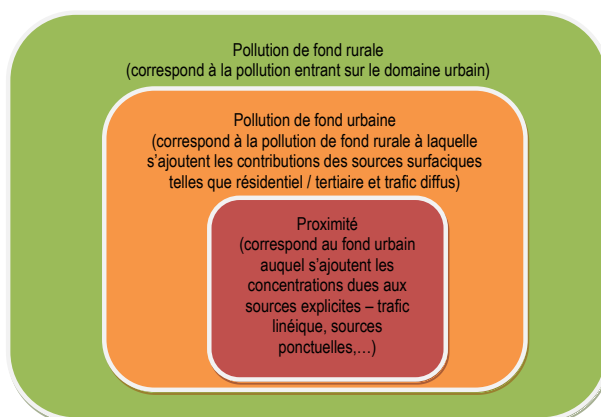 Pollution de fond rurale
(correspond à la pollution entrant sur le domaine urbain)
Pollution de fond urbaine
(correspond à la pollution de fond rurale à laquelle
s'ajoutent les contributions des sources surfaciques
telles que résidentiel / tertiaire et trafic diffus)
Proximité
(correspond au fond urbain
auquel s'ajoutent les
concentrations dues aux
sources explicites – trafic
linéique, sources
ponctuelles,…)